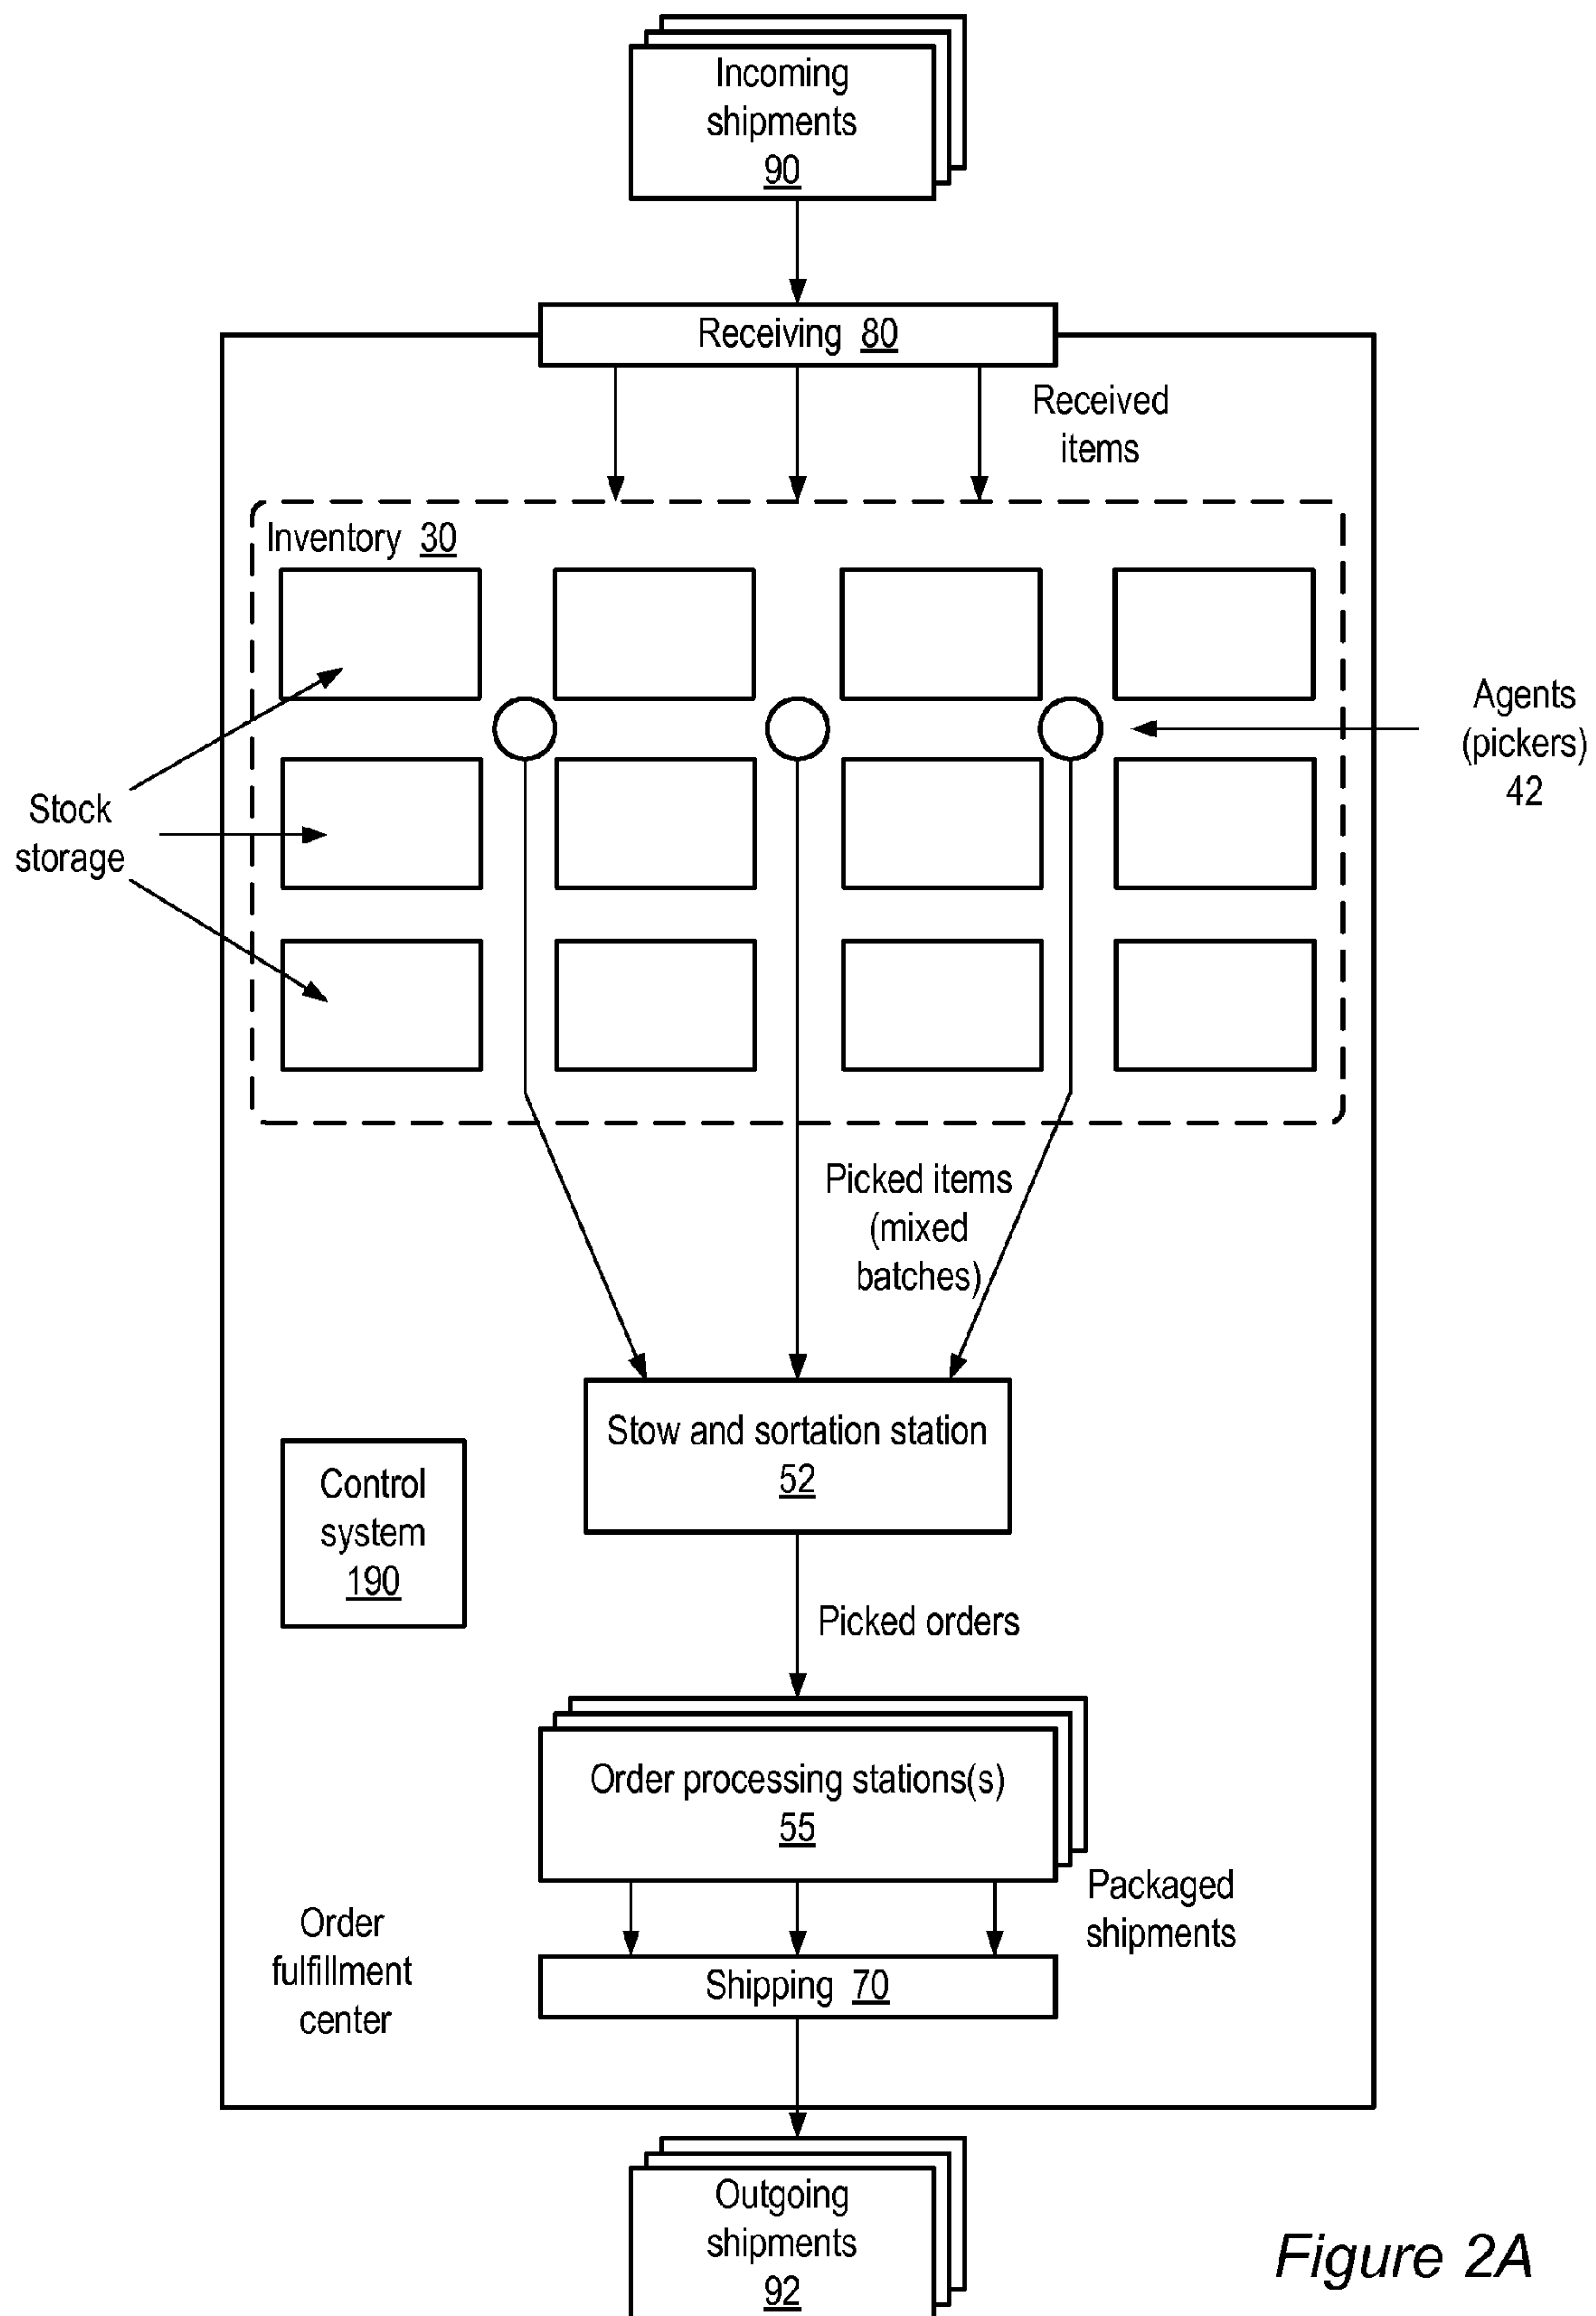 Incoming
shipments
90
Receiving 80
Received
items
Inventory 30
Agents
(pickers)
42
Stock
storage
Picked items
(mixed
batches)
Stow and sortation station
52
Control
system
190
Picked orders
Order processing stations(s)
55
Packaged
shipments
Order
fulfillment
center
Shipping 70
Outgoing
shipments
92
Figure 2A